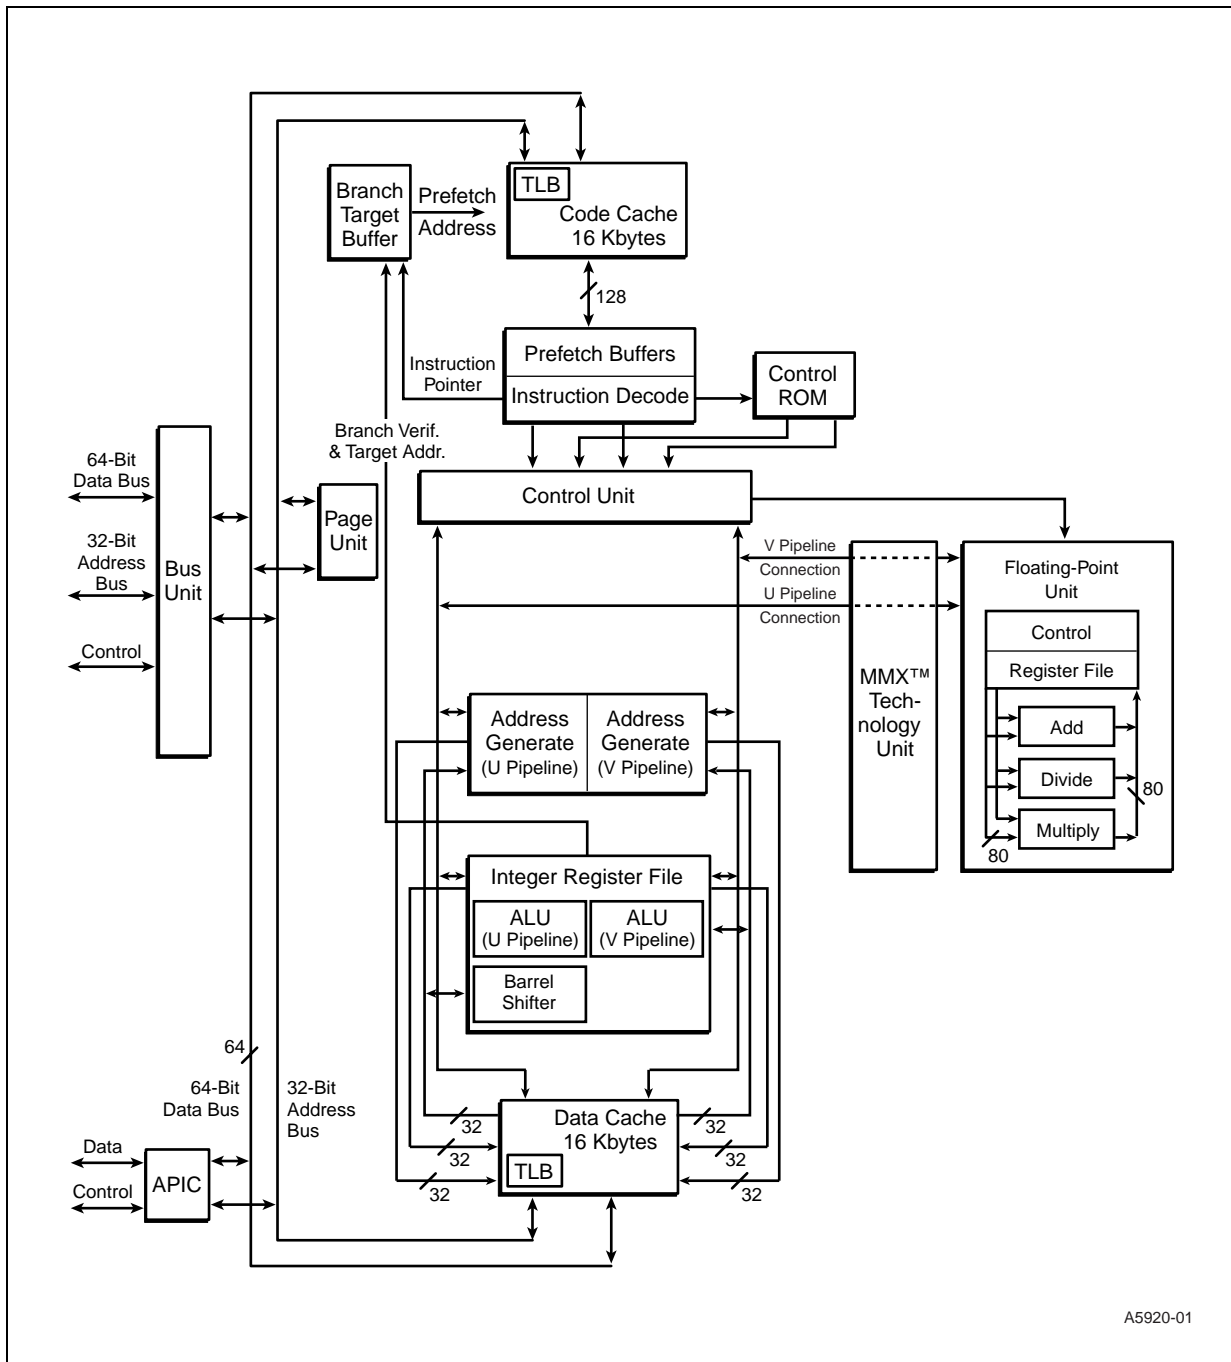 TLB
Code Cache
16 Kbytes
Branch
Target
Buffer
Prefetch
Address
128
Prefetch Buffers
Instruction Decode
Instruction
Pointer
Control
ROM
Branch Verif.
& Target Addr.
Control Unit
64-Bit
Data Bus
32-Bit
Address
Bus
Control
Bus
Unit
Page
Unit
V Pipeline
Connection
U Pipeline
Connection
MMX™
Tech-
nology
Unit
Floating-Point
Unit
Control
Register File
Add
Divide
Multiply
80
80
Address
Generate
(U Pipeline)
Address
Generate
(V Pipeline)
Integer Register File
ALU
(U Pipeline)
ALU
(V Pipeline)
Barrel
Shifter
64
64-Bit
Data Bus
32-Bit
Address
Bus
Data
Control
APIC
Data Cache
16 Kbytes
TLB
32
32
32
32
32
32
A5920-01